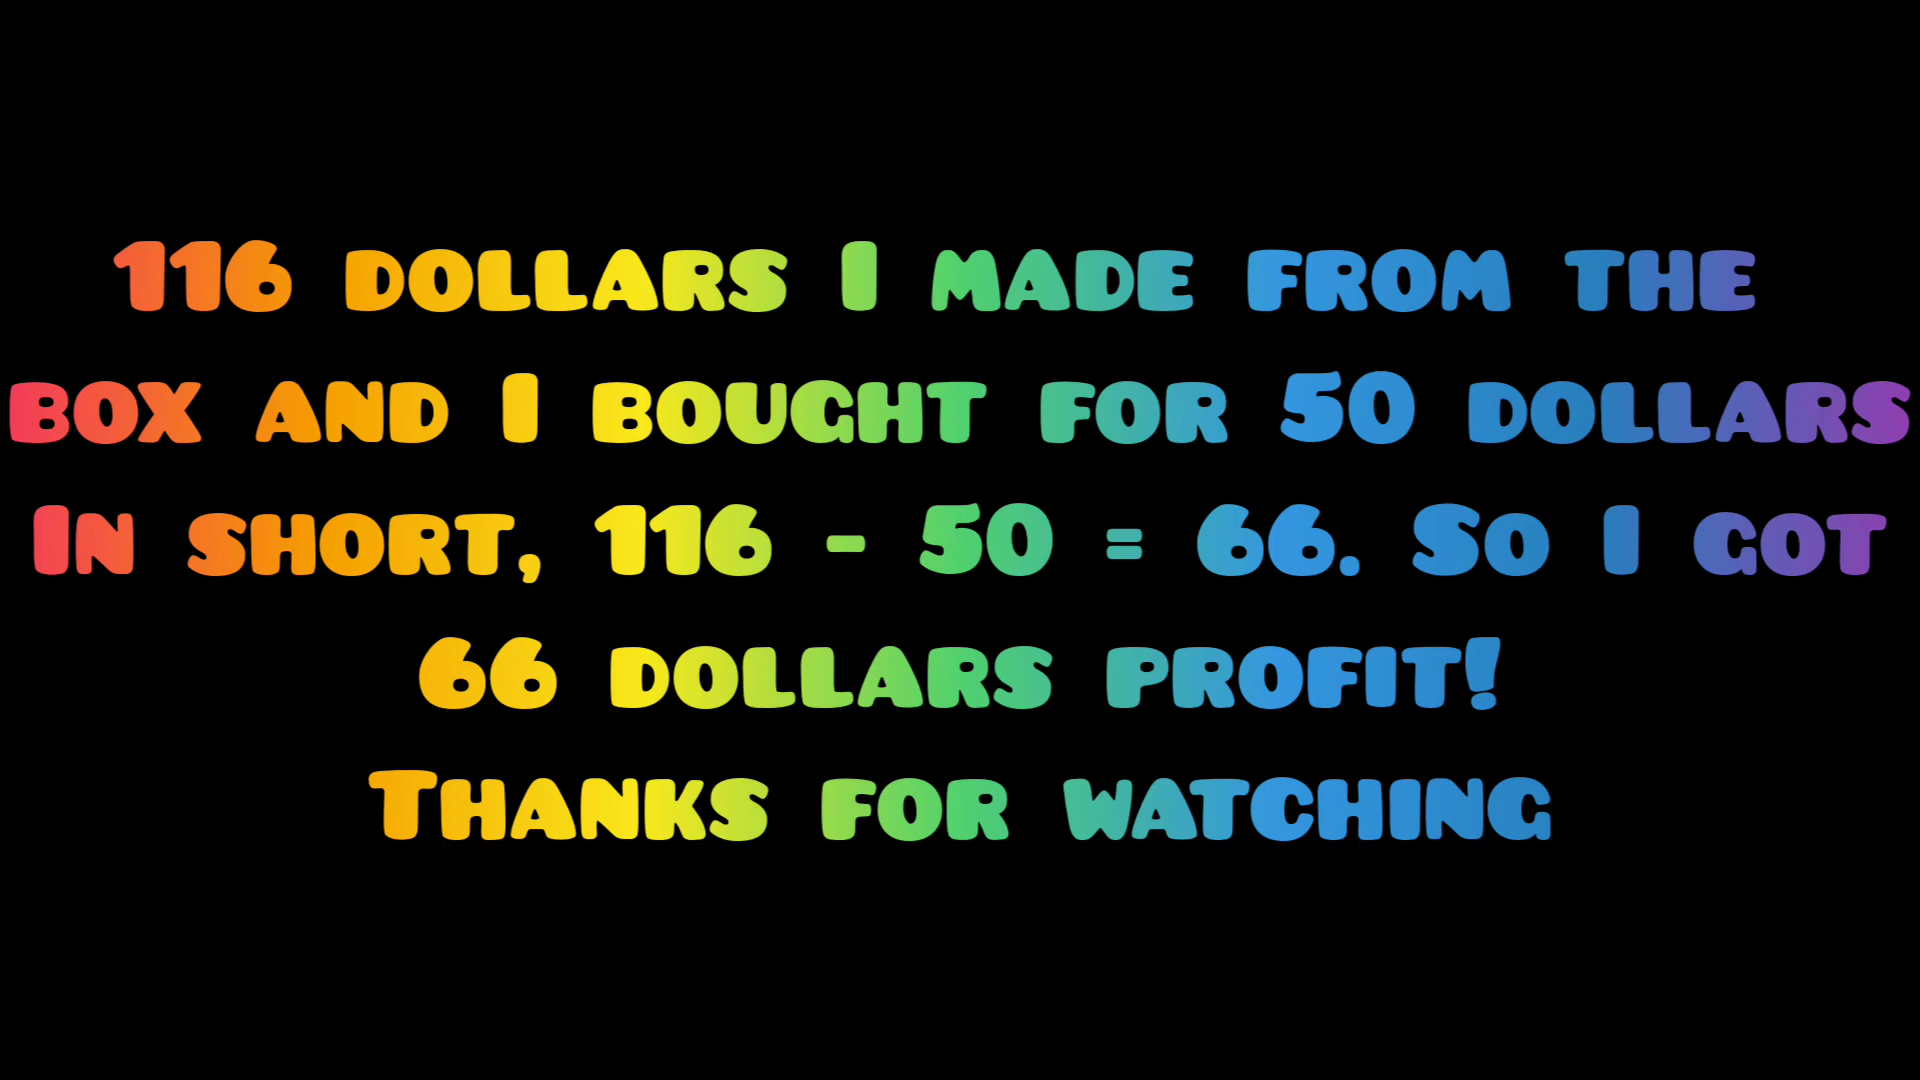 116 dollars I made from the
box and I bought for 50 dollars
In short, 116 - 50 = 66. So I got
66 dollars profit!
Thanks for watching